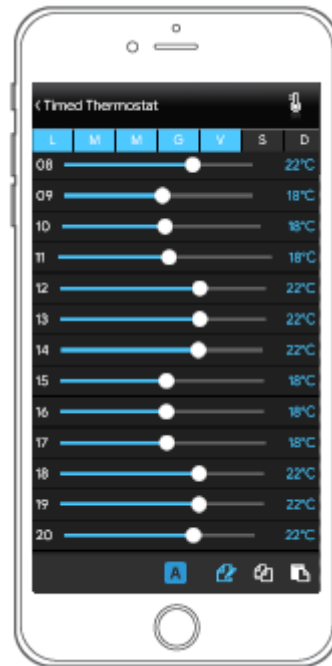 ‹ Timed Thermostat
L M M G V S D
08 22°C
09 18°C
10 18°C
11 18°C
12 22°C
13 22°C
14 22°C
15 18°C
16 18°C
17 18°C
18 22°C
19 22°C
20 22°C
A